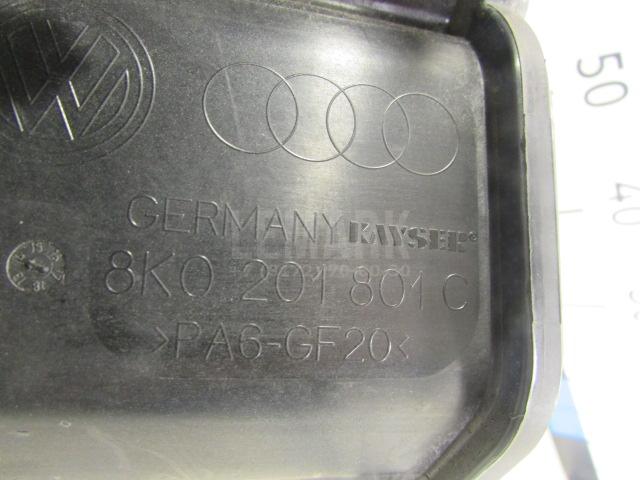 GERMANY KAYSER®
8K0 201 801 C
>PA6-GF20<
50
40